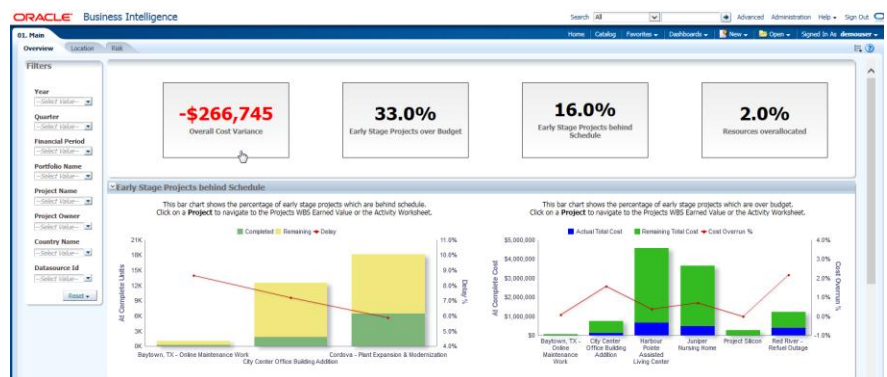 ORACLE Business Intelligence
Search All Advanced Administration Help Sign Out
01. Main
Home Catalog Favorites Dashboards New Open Signed In As demouser
Overview Location Risk
Filters
Year
--Select Value--
Quarter
--Select Value--
Financial Period
--Select Value--
Portfolio Name
--Select Value--
Project Name
--Select Value--
Project Owner
--Select Value--
Country Name
--Select Value--
Datasource Id
--Select Value--
Reset
-$266,745
Overall Cost Variance
33.0%
Early Stage Projects over Budget
16.0%
Early Stage Projects behind
Schedule
2.0%
Resources overallocated
Early Stage Projects behind Schedule
This bar chart shows the percentage of early stage projects which are behind schedule.
Click on a Project to navigate to the Projects WBS Earned Value or the Activity Worksheet.
Completed Remaining Delay
At Complete Units
21K
18K
15K
12K
9K
6K
3K
0K
11.0%
10.0%
9.0%
8.0%
7.0%
6.0%
5.0%
4.0%
Delay %
Baytown, TX - Online Maintenance Work
City Center Office Building Addition
Cordova - Plant Expansion & Modernization
This bar chart shows the percentage of early stage projects which are over budget.
Click on a Project to navigate to the Projects WBS Earned Value or the Activity Worksheet.
Actual Total Cost Remaining Total Cost Cost Overrun %
At Complete Cost
$5,000,000
$4,000,000
$3,000,000
$2,000,000
$1,000,000
$0
4.0%
3.0%
2.0%
1.0%
0.0%
-1.0%
Cost Overrun %
Baytown, TX -
Online
Maintenance
Work
City Center
Office Building
Addition
Harbour
Pointe
Assisted
Living Center
Juniper
Nursing Home
Project Silicon
Red River -
Refuel Outage